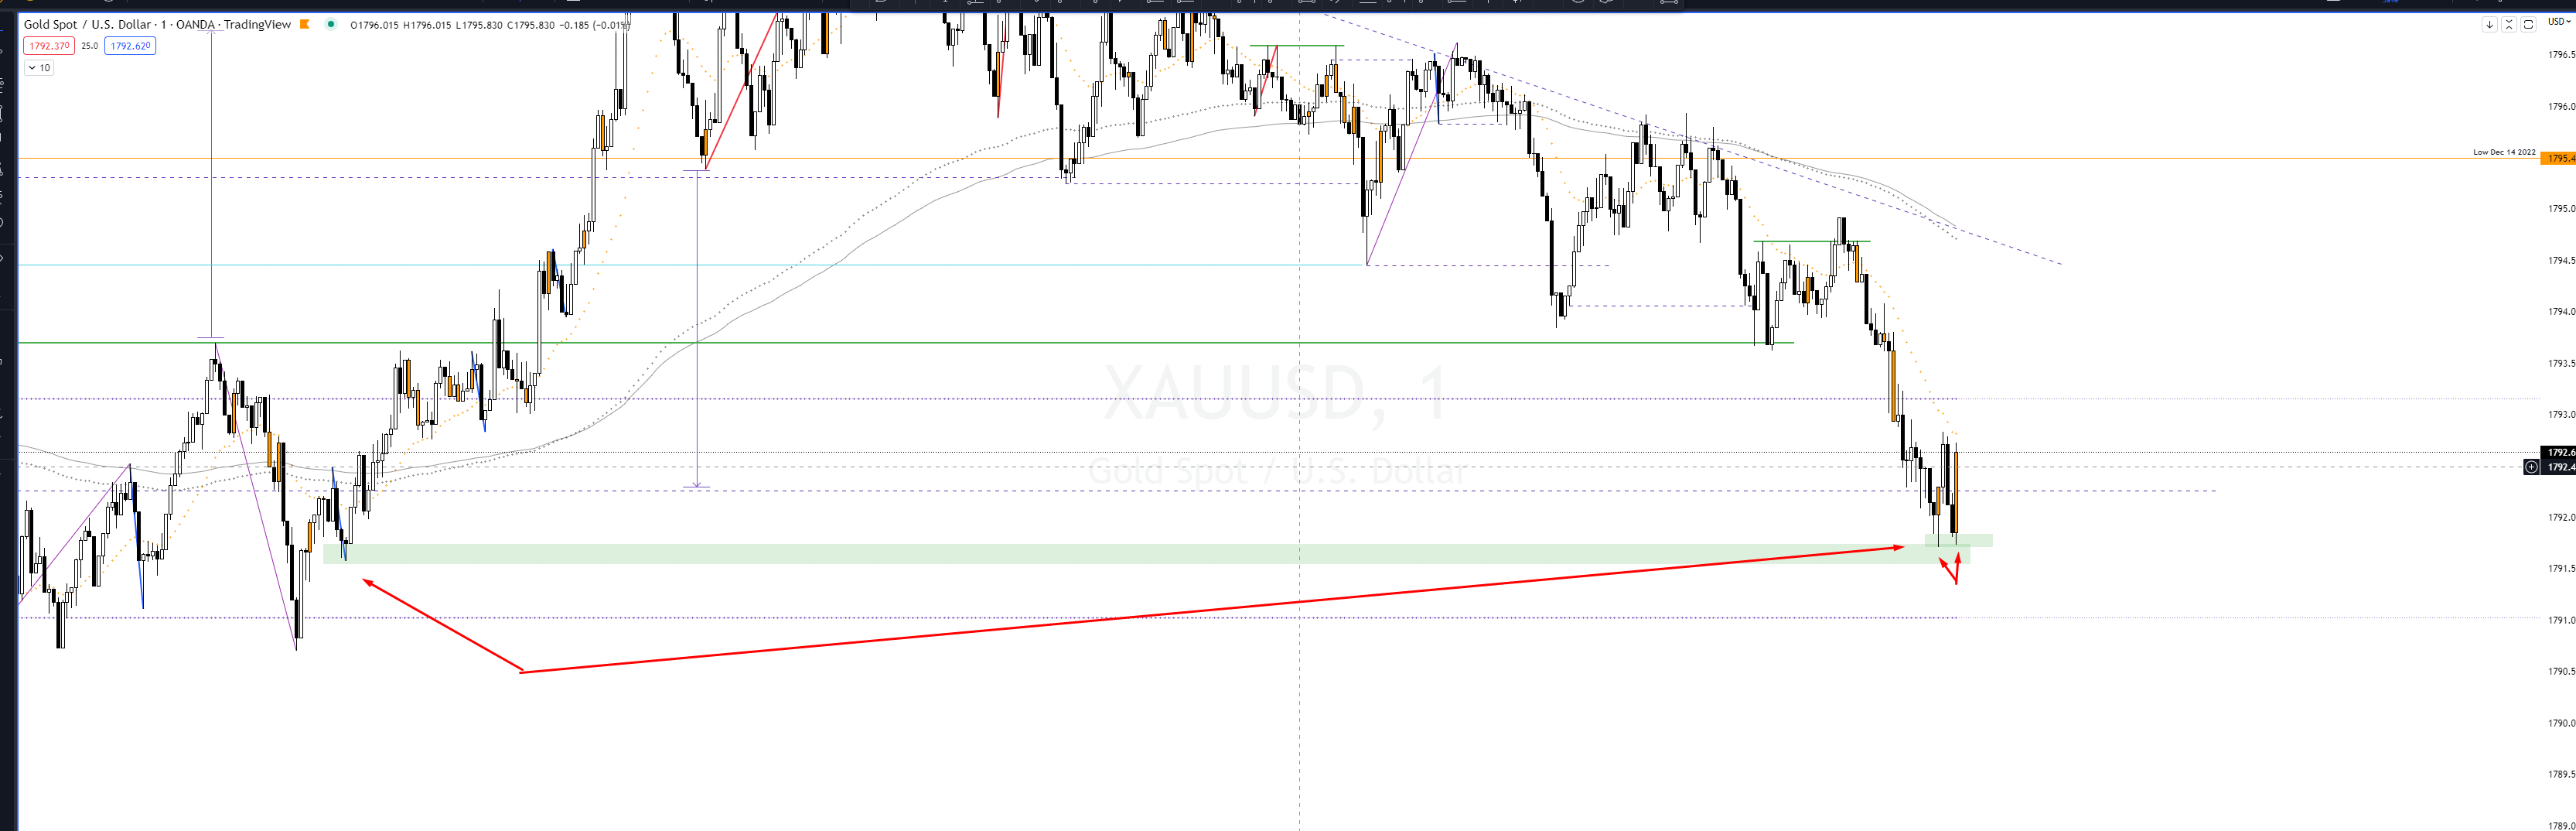 Gold Spot / U.S. Dollar · 1 · OANDA · TradingView O1796.015 H1796.015 L1795.830 C1795.830 −0.185 (−0.01%)
USD
1792.370 25.0 1792.620
10
1796.5
1796.0
Low Dec 14 2022 1795.4
1795.0
1794.5
1794.0
1793.5
XAUUSD, 1
1793.0
1792.6
Gold Spot / U.S. Dollar
1792.4
1792.0
1791.5
1791.0
1790.5
1790.0
1789.5
1789.0